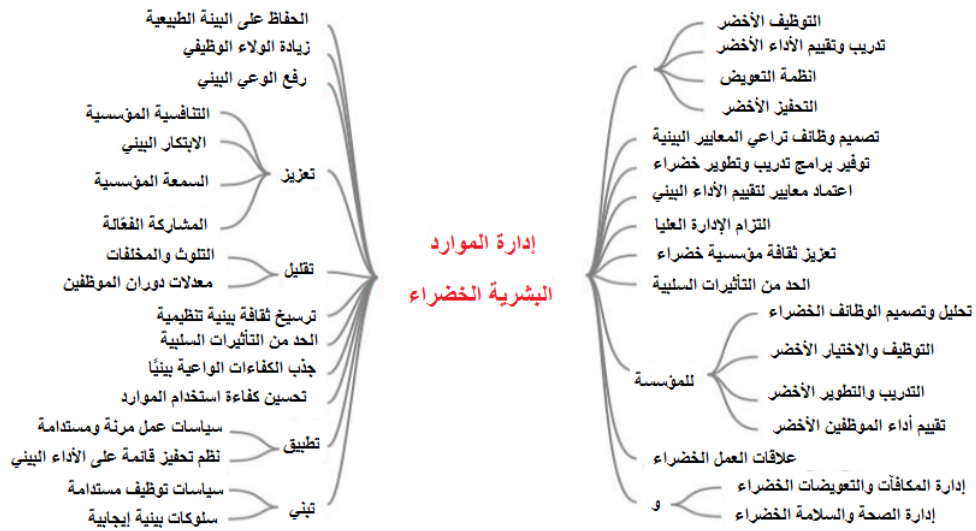 إدارة الموارد
البشرية الخضراء
التوظيف الأخضر
تدريب وتقييم الأداء الأخضر
انظمة التعويض
التحفيز الأخضر
تصميم وظائف تراعي المعايير البيئية
توفير برامج تدريب وتطوير خضراء
اعتماد معايير لتقييم الأداء البيئي
التزام الإدارة العليا
تعزيز ثقافة مؤسسية خضراء
الحد من التأثيرات السلبية
للمؤسسة
تحليل وتصميم الوظائف الخضراء
التوظيف والاختيار الأخضر
التدريب والتطوير الأخضر
تقييم أداء الموظفين الأخضر
علاقات العمل الخضراء
و
إدارة المكافآت والتعويضات الخضراء
إدارة الصحة والسلامة الخضراء
الحفاظ على البيئة الطبيعية
زيادة الولاء الوظيفي
رفع الوعي البيئي
تعزيز
التنافسية المؤسسية
الابتكار البيئي
السمعة المؤسسية
المشاركة الفعّالة
تقليل
التلوث والمخلفات
معدلات دوران الموظفين
ترسيخ ثقافة بيئية تنظيمية
الحد من التأثيرات السلبية
جذب الكفاءات الواعية بيئيًا
تحسين كفاءة استخدام الموارد
تطبيق
سياسات عمل مرنة ومستدامة
نظم تحفيز قائمة على الأداء البيئي
تبني
سياسات توظيف مستدامة
سلوكات بيئية إيجابية